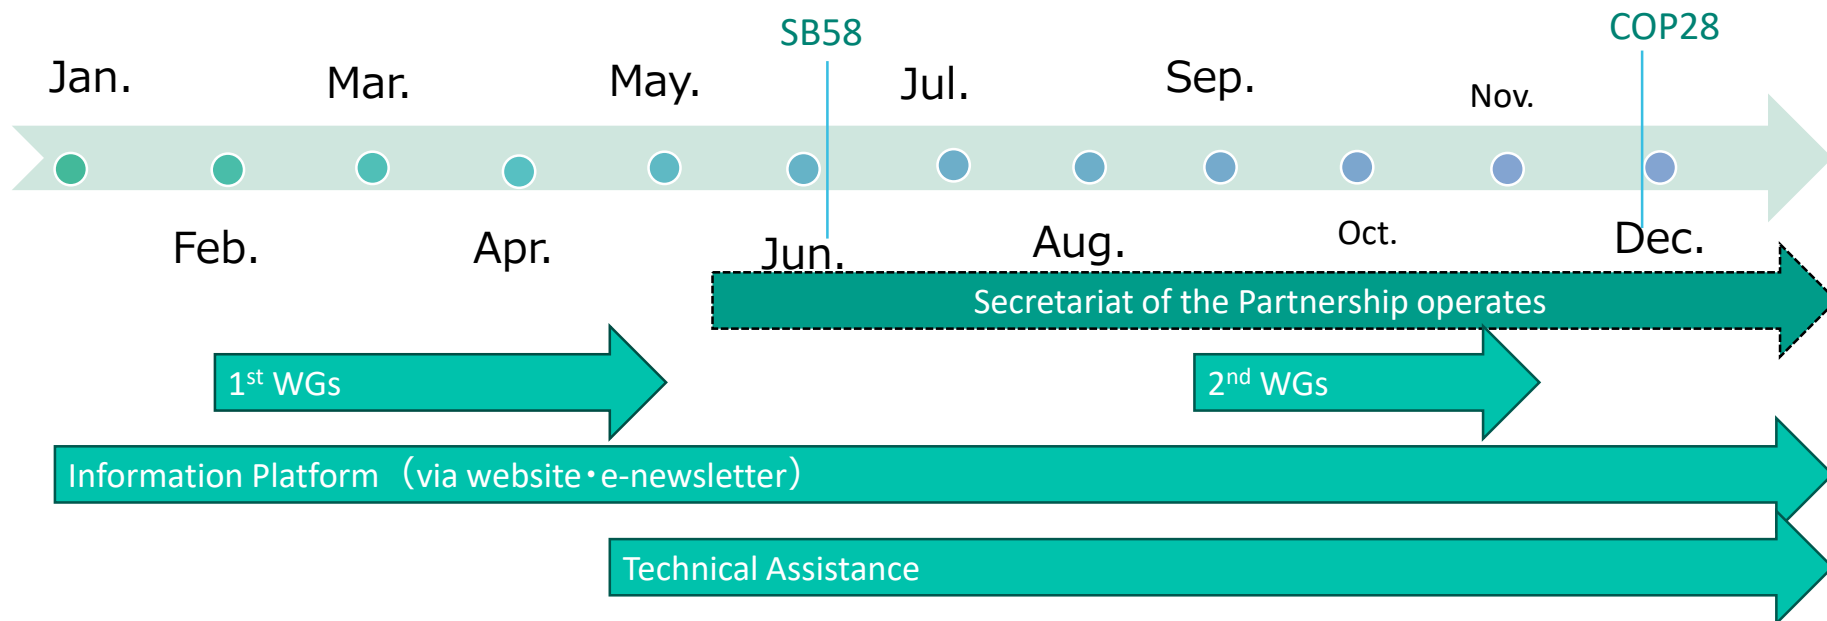 SB58
COP28
Jan.
Mar.
May.
Jul.
Sep.
Nov.
Feb.
Apr.
Jun.
Aug.
Oct.
Dec.
Secretariat of the Partnership operates
1st WGs
2nd WGs
Information Platform（via website・e-newsletter）
Technical Assistance